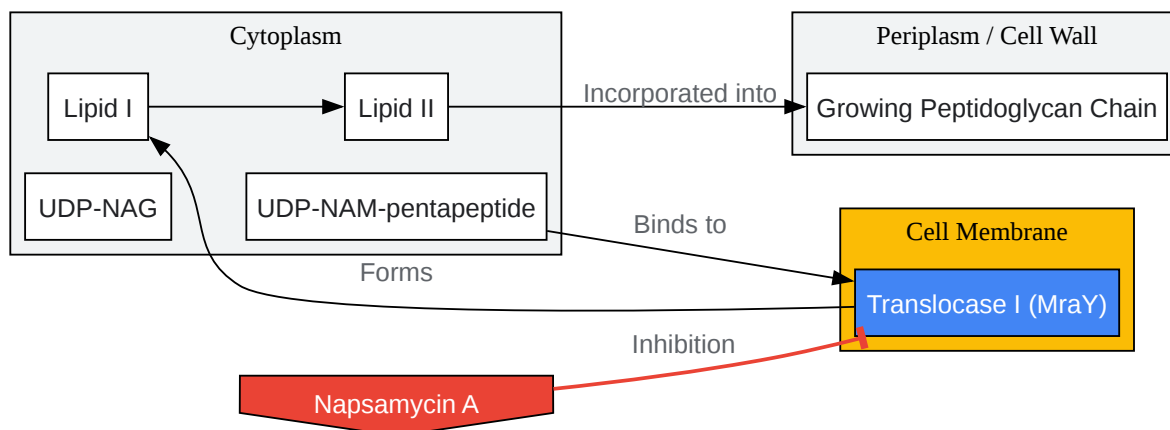 Cytoplasm
Periplasm / Cell Wall
Lipid I
Lipid II
Incorporated into
Growing Peptidoglycan Chain
UDP-NAG
UDP-NAM-pentapeptide
Binds to
Cell Membrane
Forms
Translocase I (MraY)
Inhibition
Napsamycin A